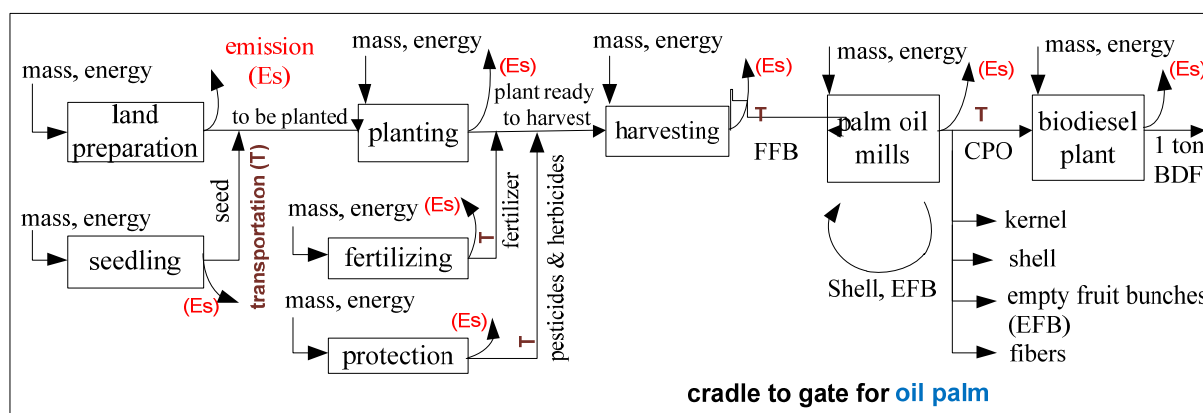 mass, energy
land
preparation
emission
(Es)
to be planted
mass, energy
seedling
(Es)
seed
transportation (T)
mass, energy
planting
(Es)
plant ready
to harvest
mass, energy
fertilizing
(Es)
T
fertilizer
mass, energy
protection
(Es)
T
pesticides & herbicides
mass, energy
harvesting
(Es)
T
FFB
mass, energy
palm oil
mills
(Es)
T
CPO
Shell, EFB
mass, energy
biodiesel
plant
(Es)
1 ton
BDF
kernel
shell
empty fruit bunches
(EFB)
fibers
cradle to gate for oil palm